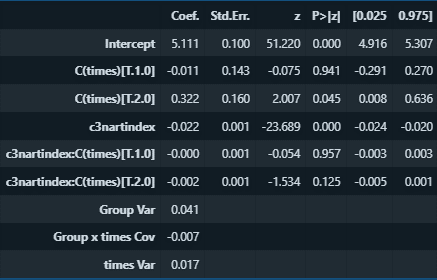 Coef. Std.Err. z P>|z| [0.025 0.975]
Intercept 5.111 0.100 51.220 0.000 4.916 5.307
C(times)[T.1.0] -0.011 0.143 -0.075 0.941 -0.291 0.270
C(times)[T.2.0] 0.322 0.160 2.007 0.045 0.008 0.636
c3nartindex -0.022 0.001 -23.689 0.000 -0.024 -0.020
c3nartindex:C(times)[T.1.0] -0.000 0.001 -0.054 0.957 -0.003 0.003
c3nartindex:C(times)[T.2.0] -0.002 0.001 -1.534 0.125 -0.005 0.001
Group Var 0.041
Group x times Cov -0.007
times Var 0.017